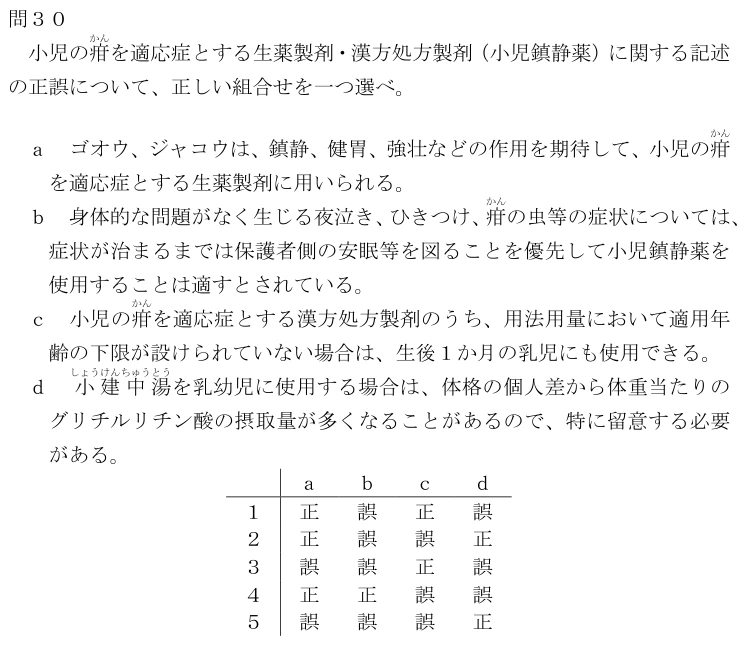 問３０
小児の疳を適応症とする生薬製剤・漢方処方製剤（小児鎮静薬）に関する記述
の正誤について、正しい組合せを一つ選べ。
a ゴオウ、ジャコウは、鎮静、健胃、強壮などの作用を期待して、小児の疳
を適応症とする生薬製剤に用いられる。
b 身体的な問題がなく生じる夜泣き、ひきつけ、疳の虫等の症状については、
症状が治まるまでは保護者側の安眠等を図ることを優先して小児鎮静薬を
使用することは適すとされている。
c 小児の疳を適応症とする漢方処方製剤のうち、用法用量において適用年
齢の下限が設けられていない場合は、生後１か月の乳児にも使用できる。
d 小建中湯を乳幼児に使用する場合は、体格の個人差から体重当たりの
グリチルリチン酸の摂取量が多くなることがあるので、特に留意する必要
がある。
a b c d
1 正 誤 正 誤
2 正 誤 誤 正
3 誤 誤 正 誤
4 正 正 誤 誤
5 誤 誤 誤 正